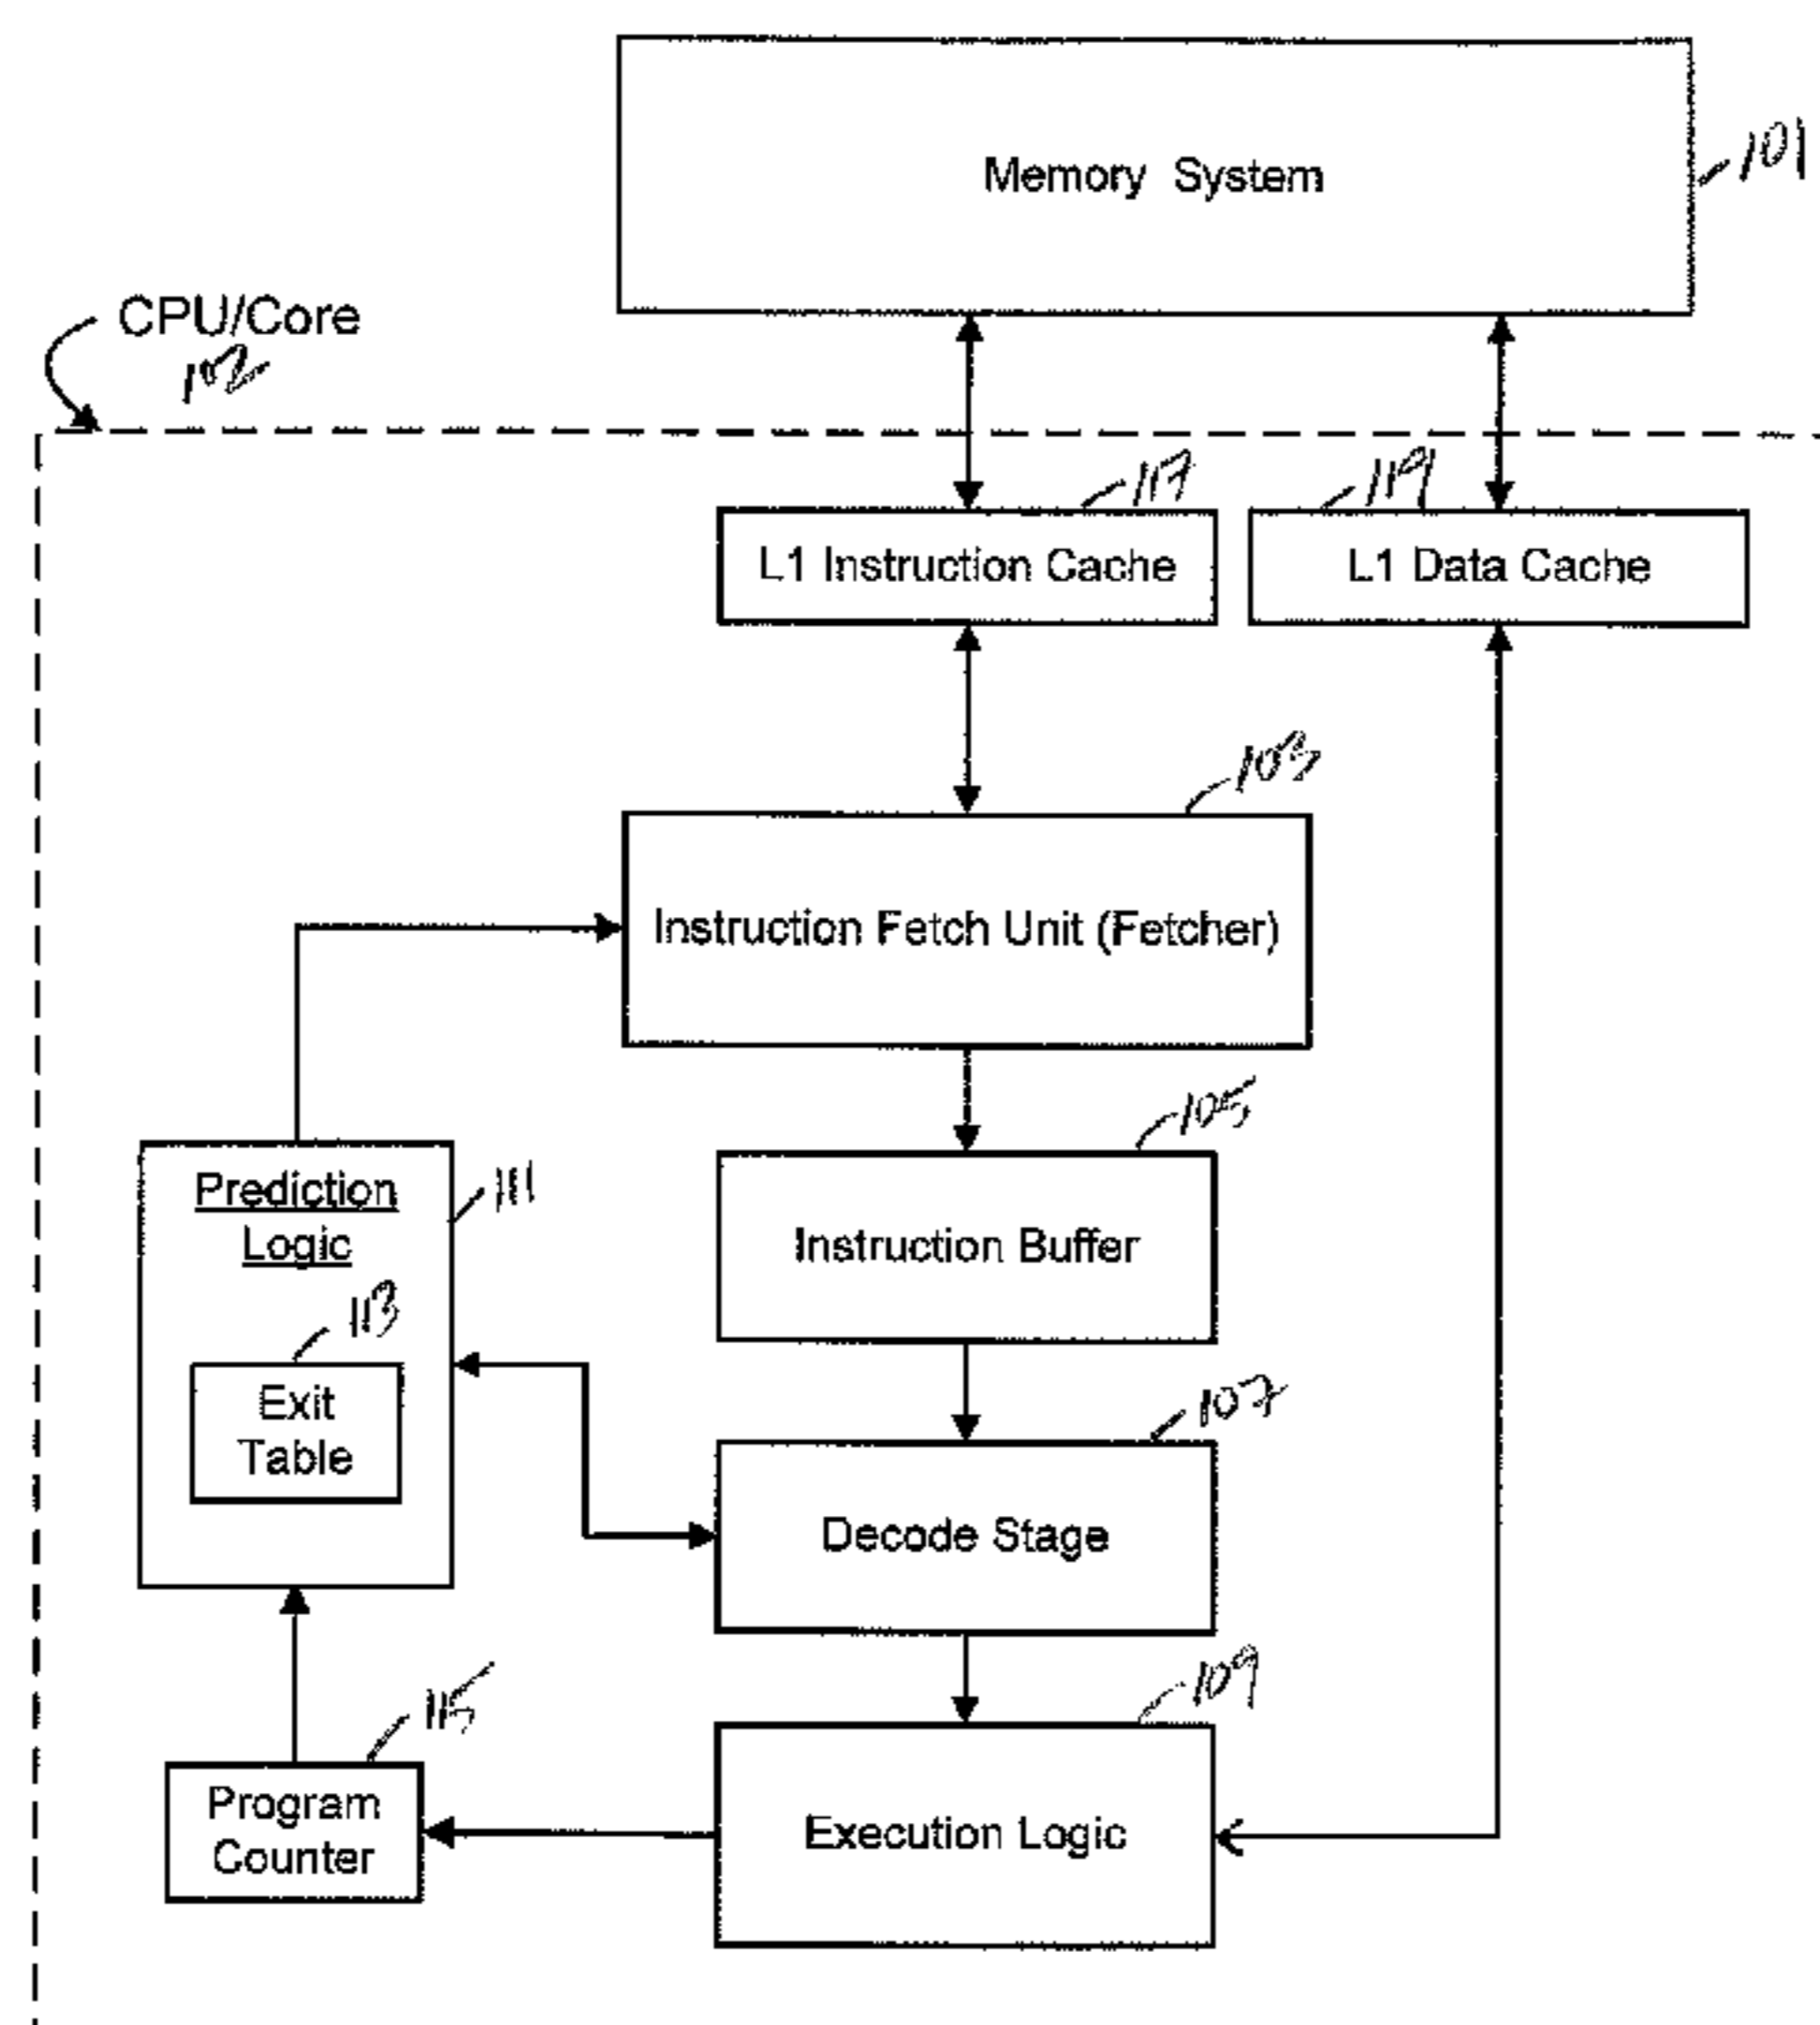 Memory System
101
CPU/Core
102
117
119
L1 Instruction Cache
L1 Data Cache
103
Instruction Fetch Unit (Fetcher)
105
Prediction
Logic
111
Instruction Buffer
113
Exit
Table
107
Decode Stage
109
115
Program
Counter
Execution Logic